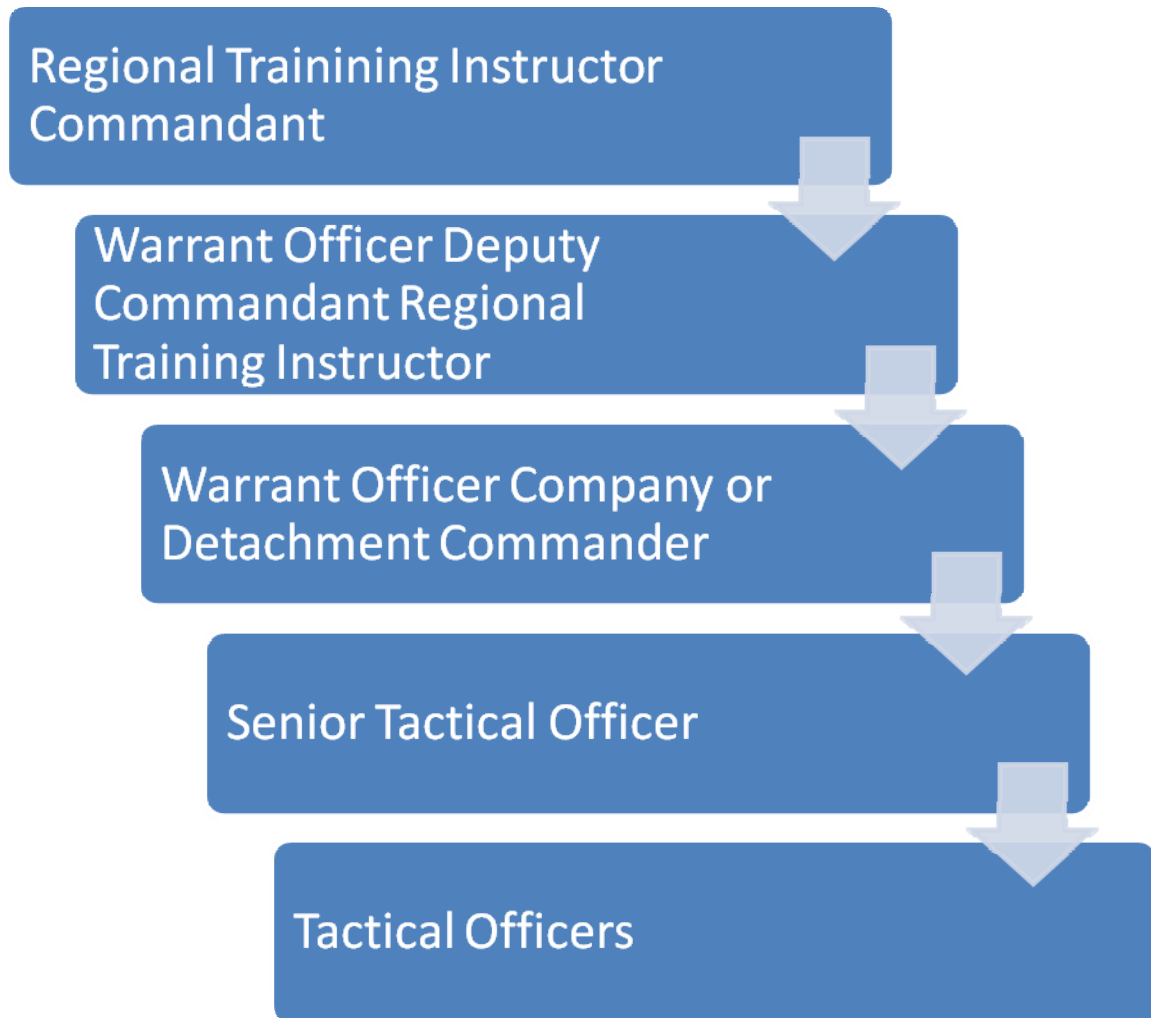 Regional Trainining Instructor
Commandant
Warrant Officer Deputy
Commandant Regional
Training Instructor
Warrant Officer Company or
Detachment Commander
Senior Tactical Officer
Tactical Officers